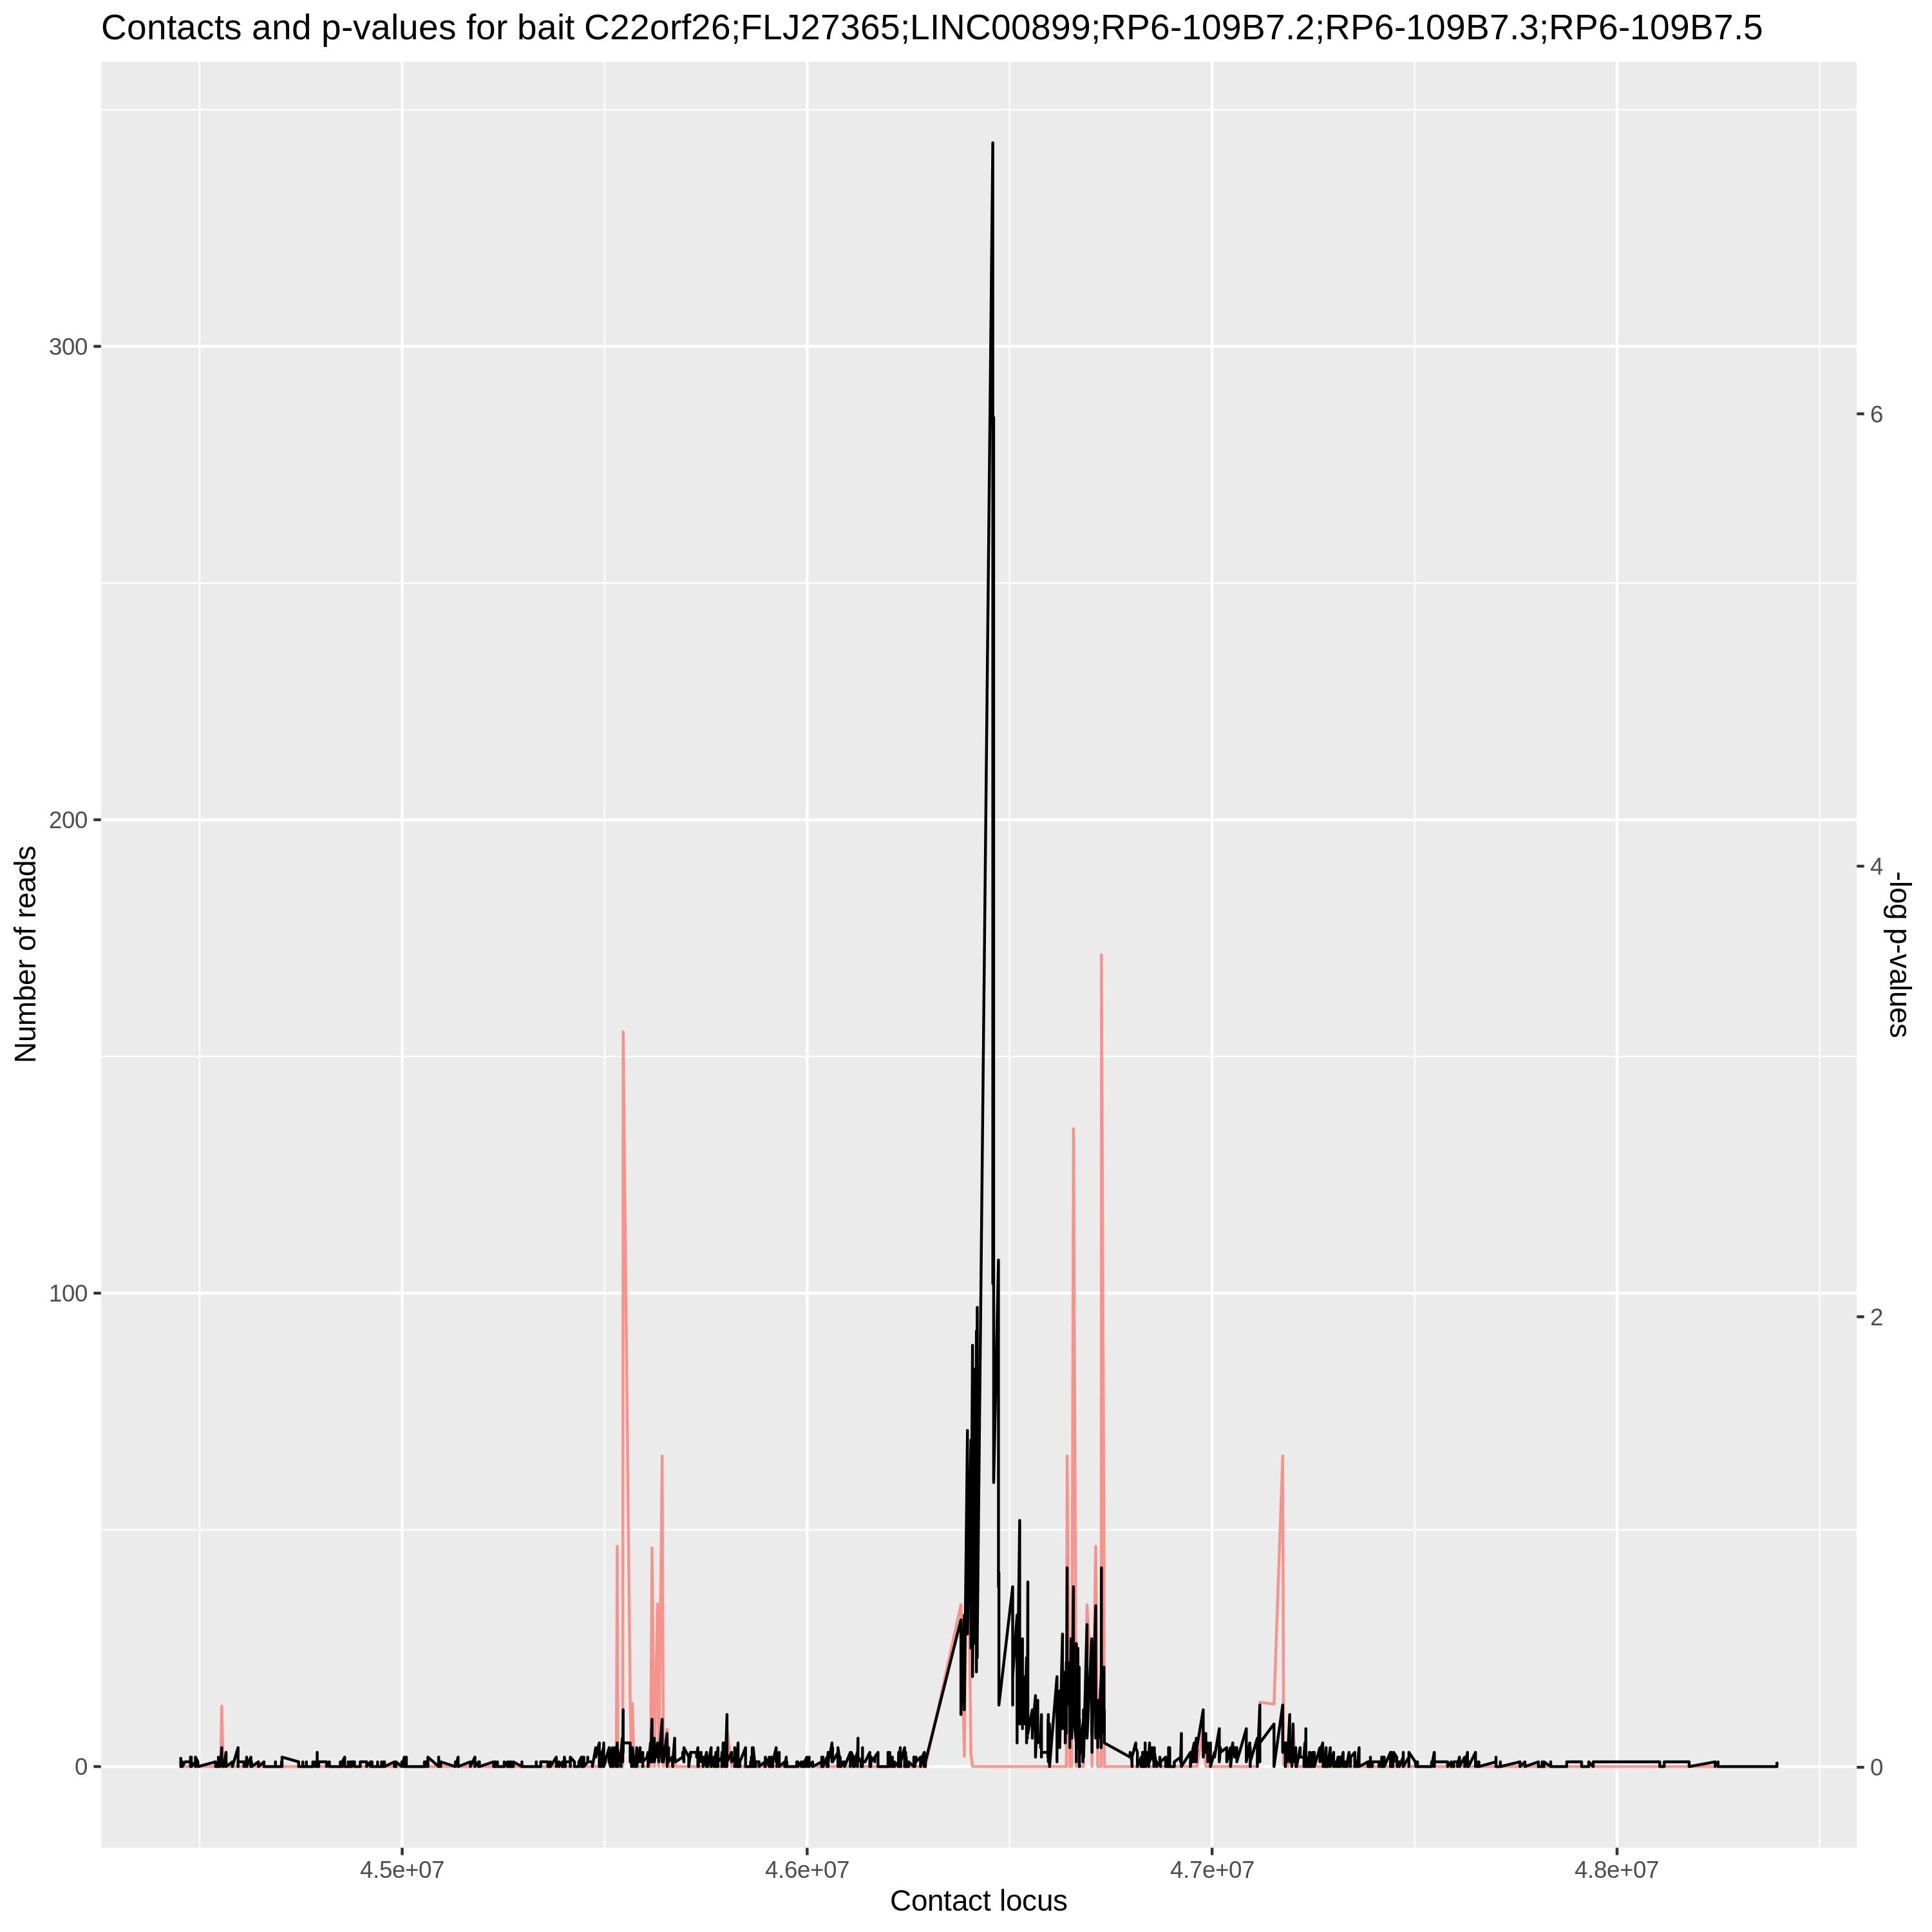 Contacts and p-values for bait C22orf26;FLJ27365;LINC00899;RP6-109B7.2;RP6-109B7.3;RP6-109B7.5
300
200
100
0
Number of reads
6
4
2
0
-log p-values
4.5e+07
4.6e+07
4.7e+07
4.8e+07
Contact locus